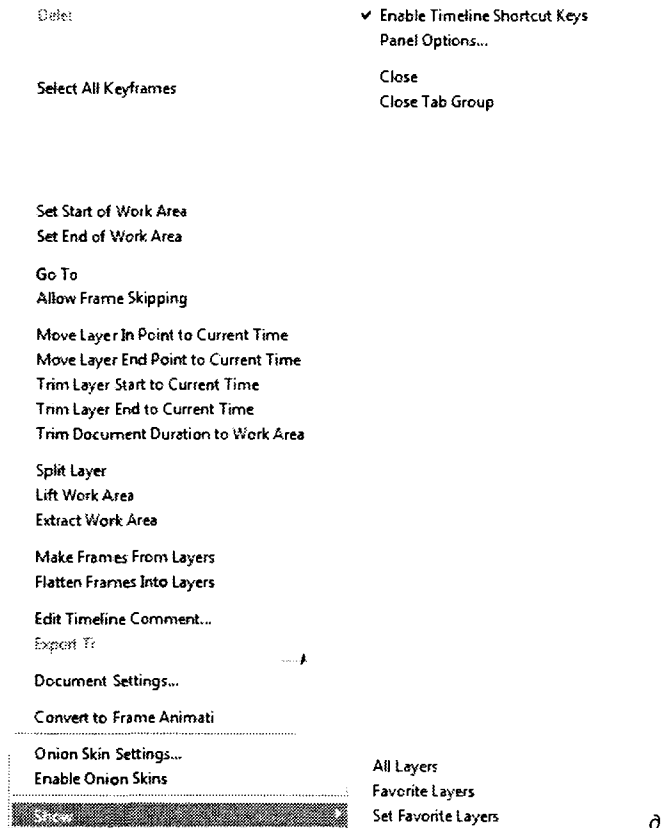 Delet
Select All Keyframes
Set Start of Work Area
Set End of Work Area
Go To
Allow Frame Skipping
Move Layer In Point to Current Time
Move Layer End Point to Current Time
Trim Layer Start to Current Time
Trim Layer End to Current Time
Trim Document Duration to Work Area
Split Layer
Lift Work Area
Extract Work Area
Make Frames From Layers
Flatten Frames Into Layers
Edit Timeline Comment...
Export Ti
Document Settings...
Convert to Frame Animati
Onion Skin Settings...
Enable Onion Skins
Show
✓ Enable Timeline Shortcut Keys
Panel Options...
Close
Close Tab Group
All Layers
Favorite Layers
Set Favorite Layers
∂